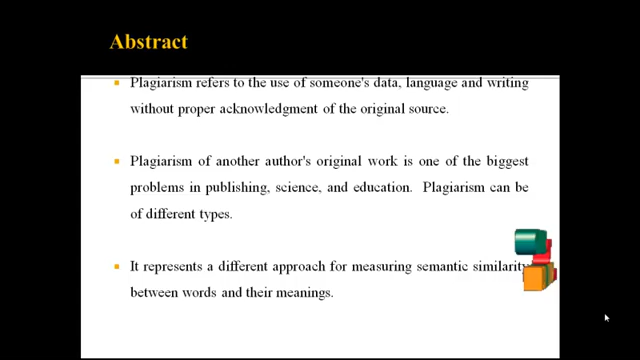 Abstract
Plagiarism refers to the use of someone's data, language and writing
without proper acknowledgment of the original source.
Plagiarism of another author's original work is one of the biggest
problems in publishing, science, and education. Plagiarism can be
of different types.
It represents a different approach for measuring semantic similarity
between words and their meanings.